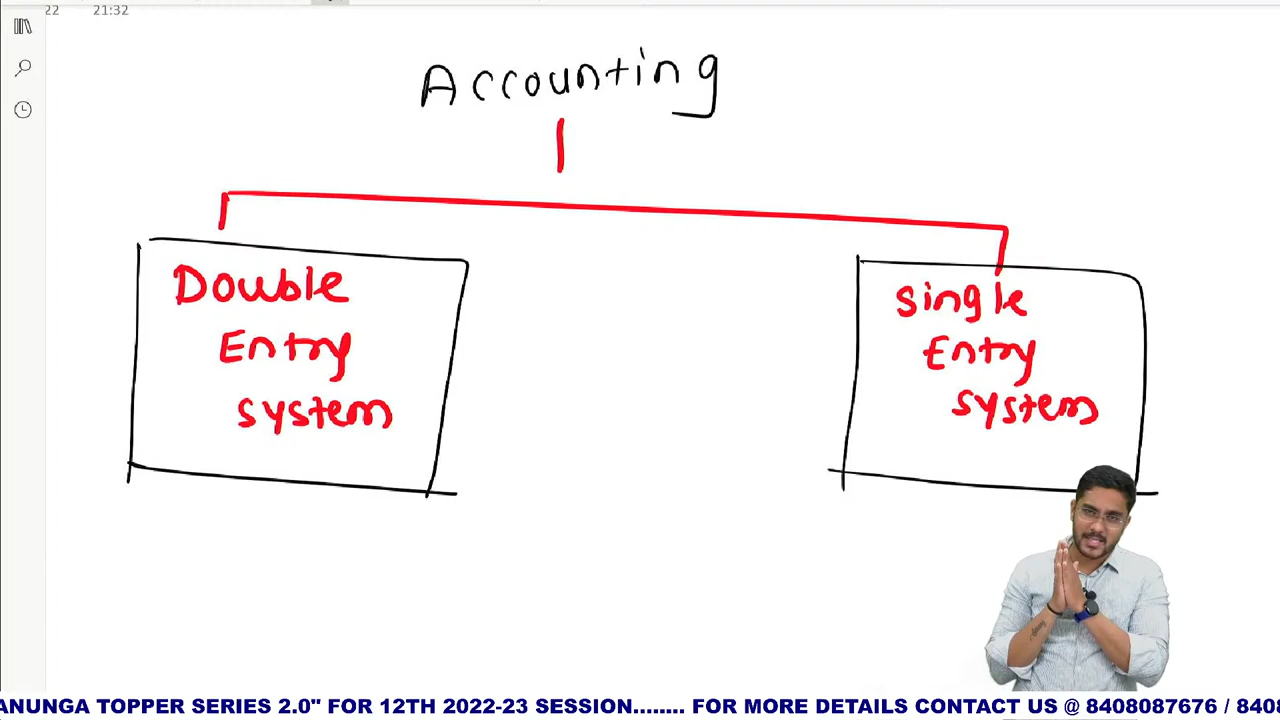 22 21:32
Accounting
Double
Entry
system
single
Entry
system
ANUNGA TOPPER SERIES 2.0" FOR 12TH 2022-23 SESSION........ FOR MORE DETAILS CONTACT US @ 8408087676 / 8408